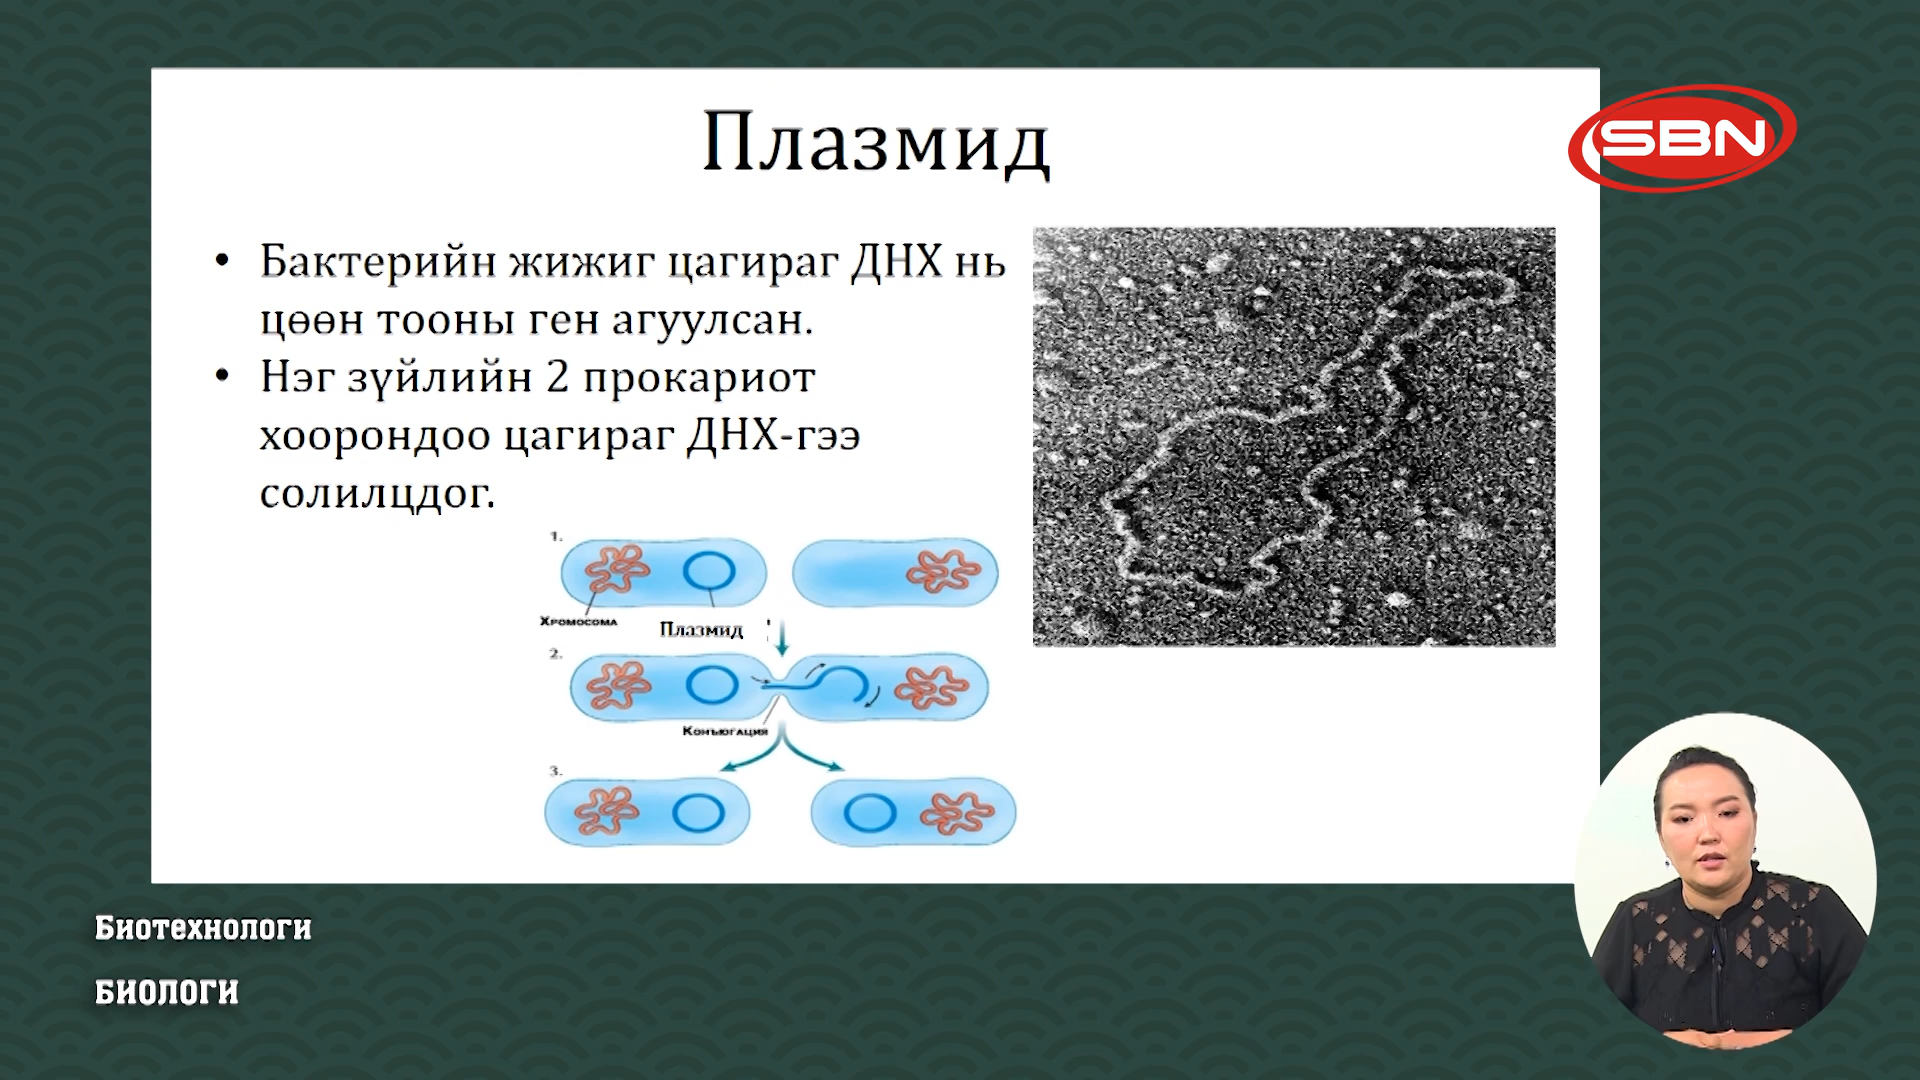 Плазмид
SBN
• Бактерийн жижиг цагираг ДНХ нь
цөөн тооны ген агуулсан.
• Нэг зүйлийн 2 прокариот
хоорондоо цагираг ДНХ-гээ
солилцдог.
1.
Хромосома
Плазмид
2.
Конъюгация
3.
Биотехнологи
БИОЛОГИ